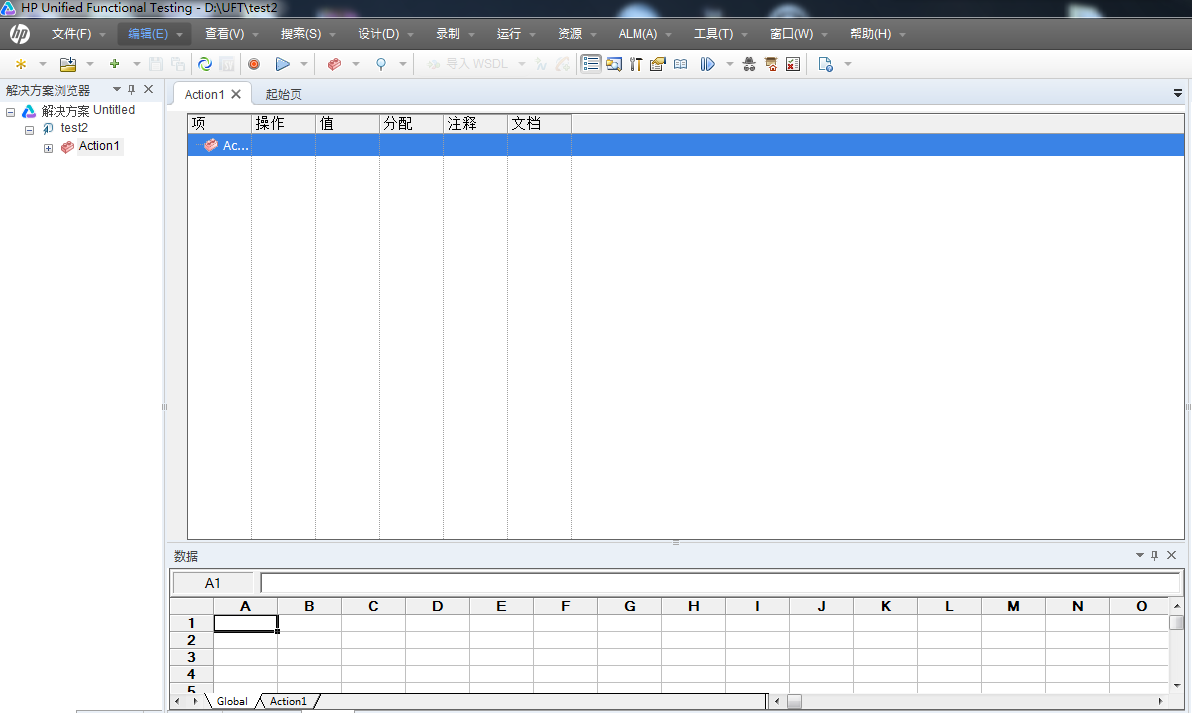 HP Unified Functional Testing - D:\UFT\test2
hp 文件(F) 编辑(E) 查看(V) 搜索(S) 设计(D) 录制 运行 资源 ALM(A) 工具(T) 窗口(W) 帮助(H)
导入 WSDL
解决方案浏览器
Action1 起始页
解决方案 Untitled
test2
Action1
项 操作 值 分配 注释 文档
Ac...
数据
A1
A B C D E F G H I J K L M N O
1
2
3
4
5
Global Action1